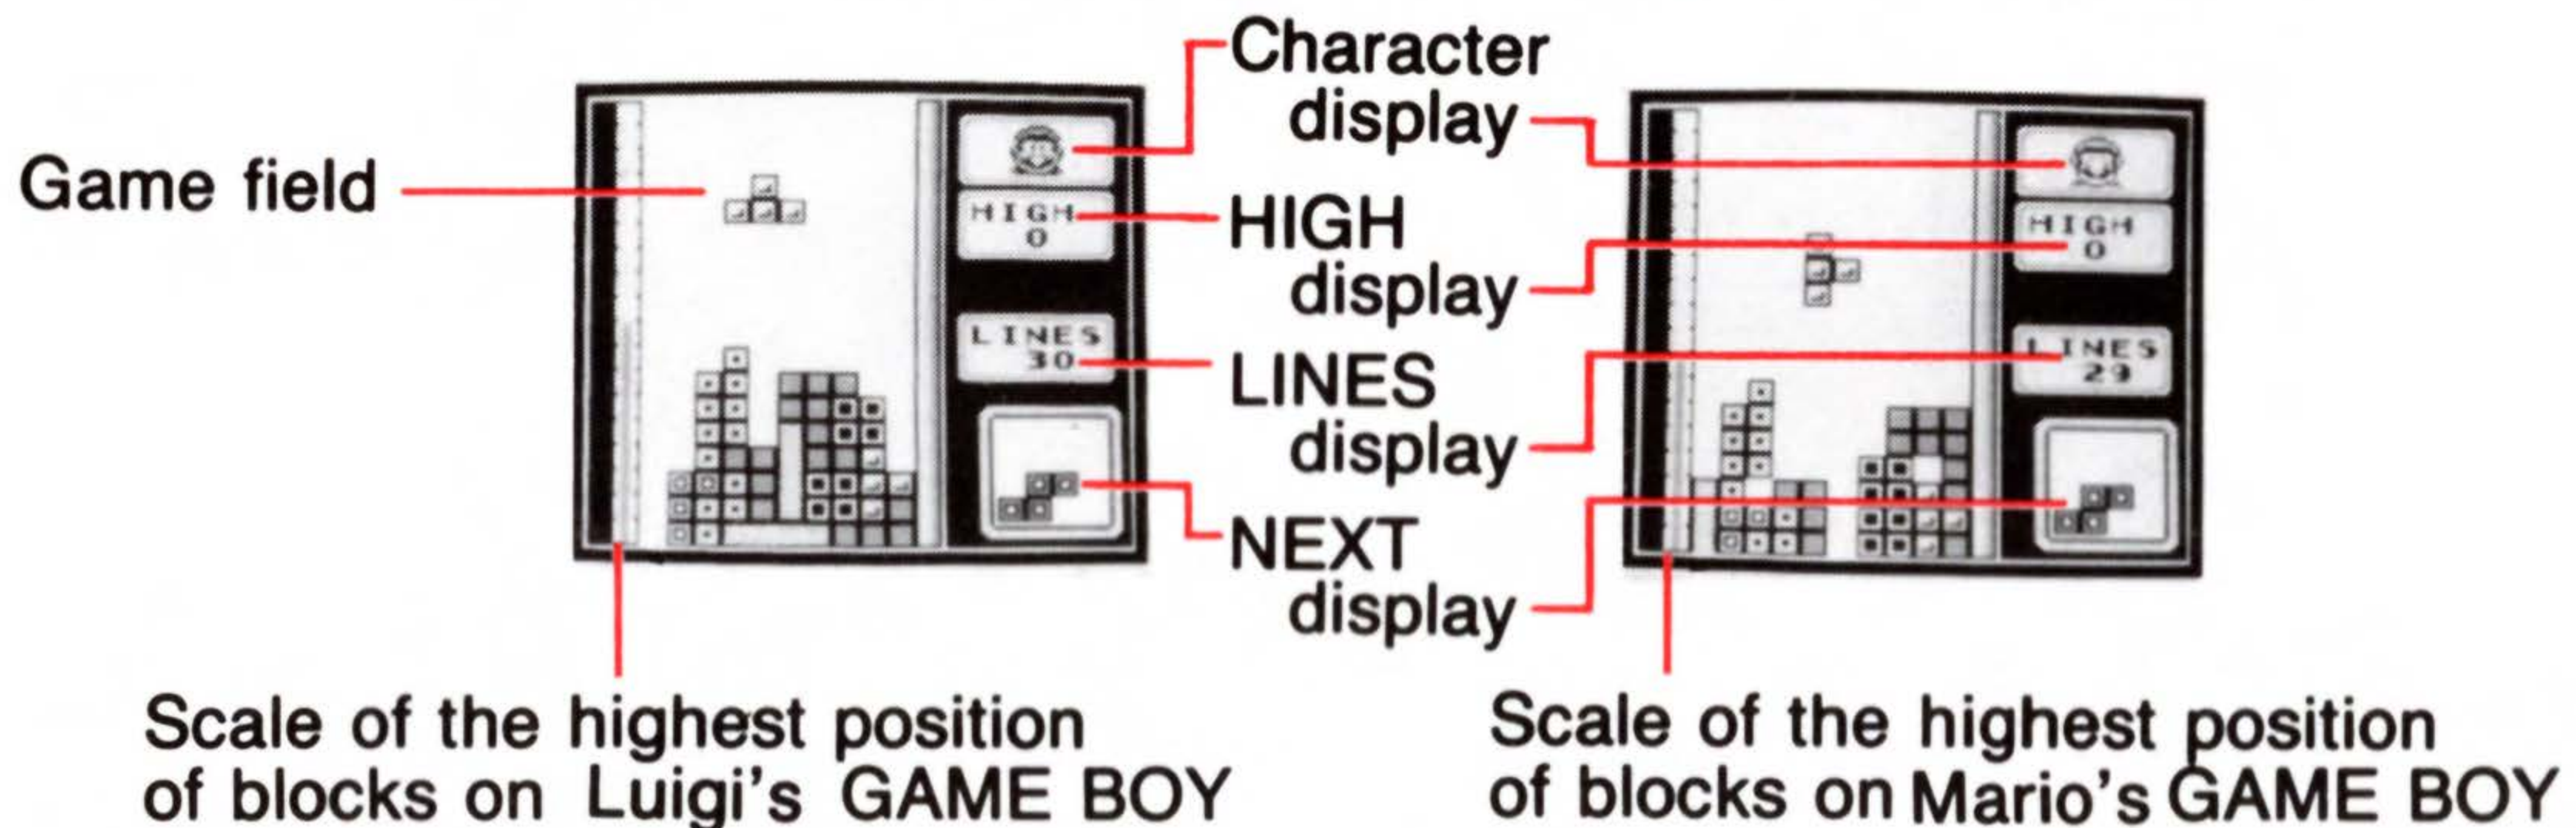 Character
display
Game field
HIGH
0
HIGH
display
HIGH
0
LINES
30
LINES
display
LINES
29
NEXT
display
Scale of the highest position
of blocks on Luigi's GAME BOY
Scale of the highest position
of blocks on Mario's GAME BOY